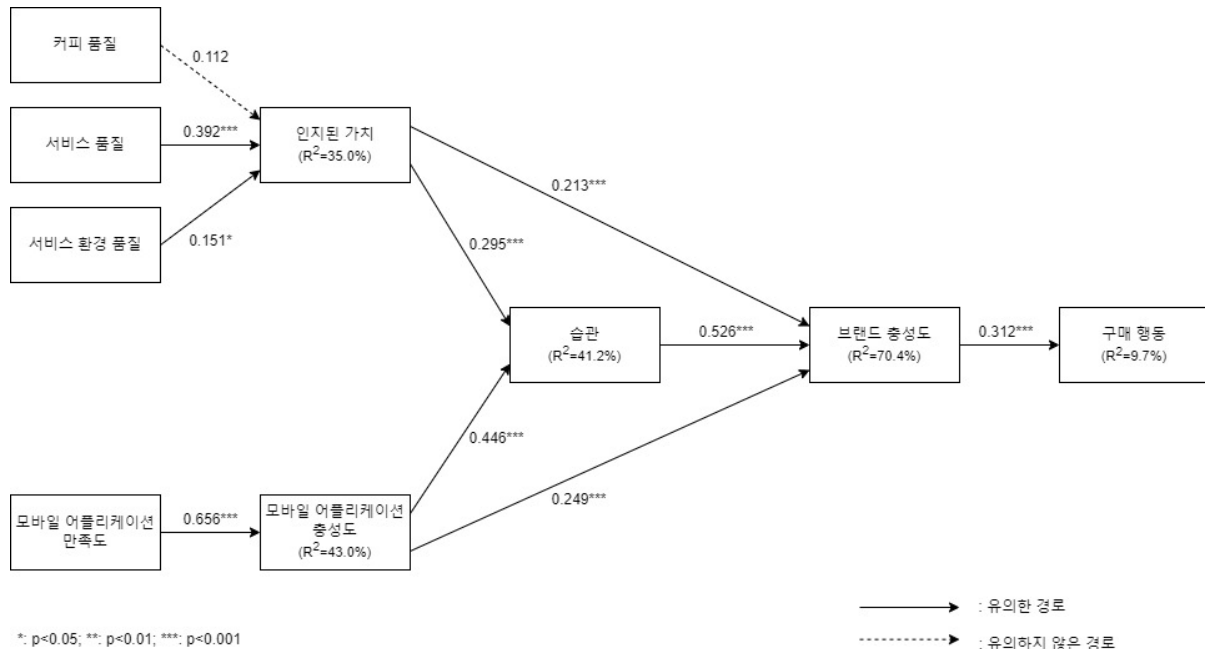 커피 품질
0.112
서비스 품질
0.392***
인지된 가치
(R²=35.0%)
0.213***
서비스 환경 품질
0.151*
0.295***
습관
(R²=41.2%)
0.526***
브랜드 충성도
(R²=70.4%)
0.312***
구매 행동
(R²=9.7%)
0.446***
0.249***
모바일 어플리케이션
만족도
0.656***
모바일 어플리케이션
충성도
(R²=43.0%)
: 유의한 경로
*: p<0.05; **: p<0.01; ***: p<0.001
: 유의하지 않은 경로